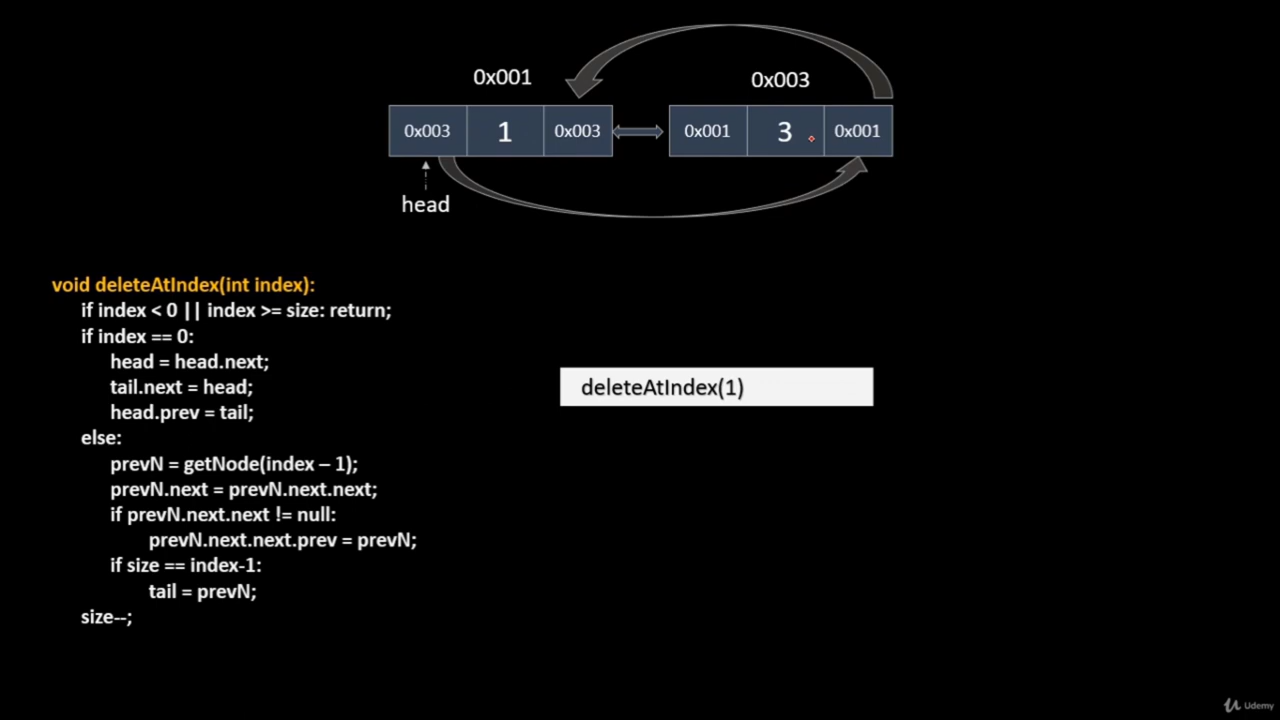 0x001
0x003
0x003 1 0x003
0x001 3 0x001
head
void deleteAtIndex(int index):
if index < 0 || index >= size: return;
if index == 0:
head = head.next;
tail.next = head;
head.prev = tail;
else:
prevN = getNode(index – 1);
prevN.next = prevN.next.next;
if prevN.next.next != null:
prevN.next.next.prev = prevN;
if size == index-1:
tail = prevN;
size--;
deleteAtIndex(1)
Udemy